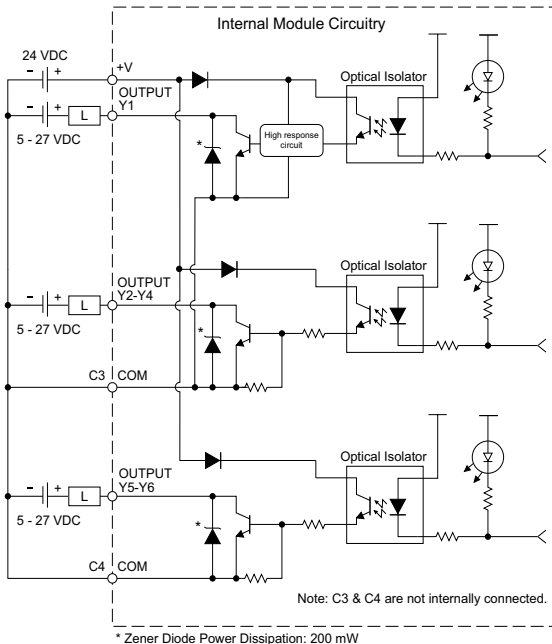 Internal Module Circuitry
24 VDC
- +
+V
OUTPUT
Y1
- +
L
5 - 27 VDC
*
High response
circuit
Optical Isolator
OUTPUT
Y2-Y4
- +
L
5 - 27 VDC
*
Optical Isolator
C3 COM
OUTPUT
Y5-Y6
- +
L
5 - 27 VDC
*
Optical Isolator
C4 COM
Note: C3 & C4 are not internally connected.
* Zener Diode Power Dissipation: 200 mW